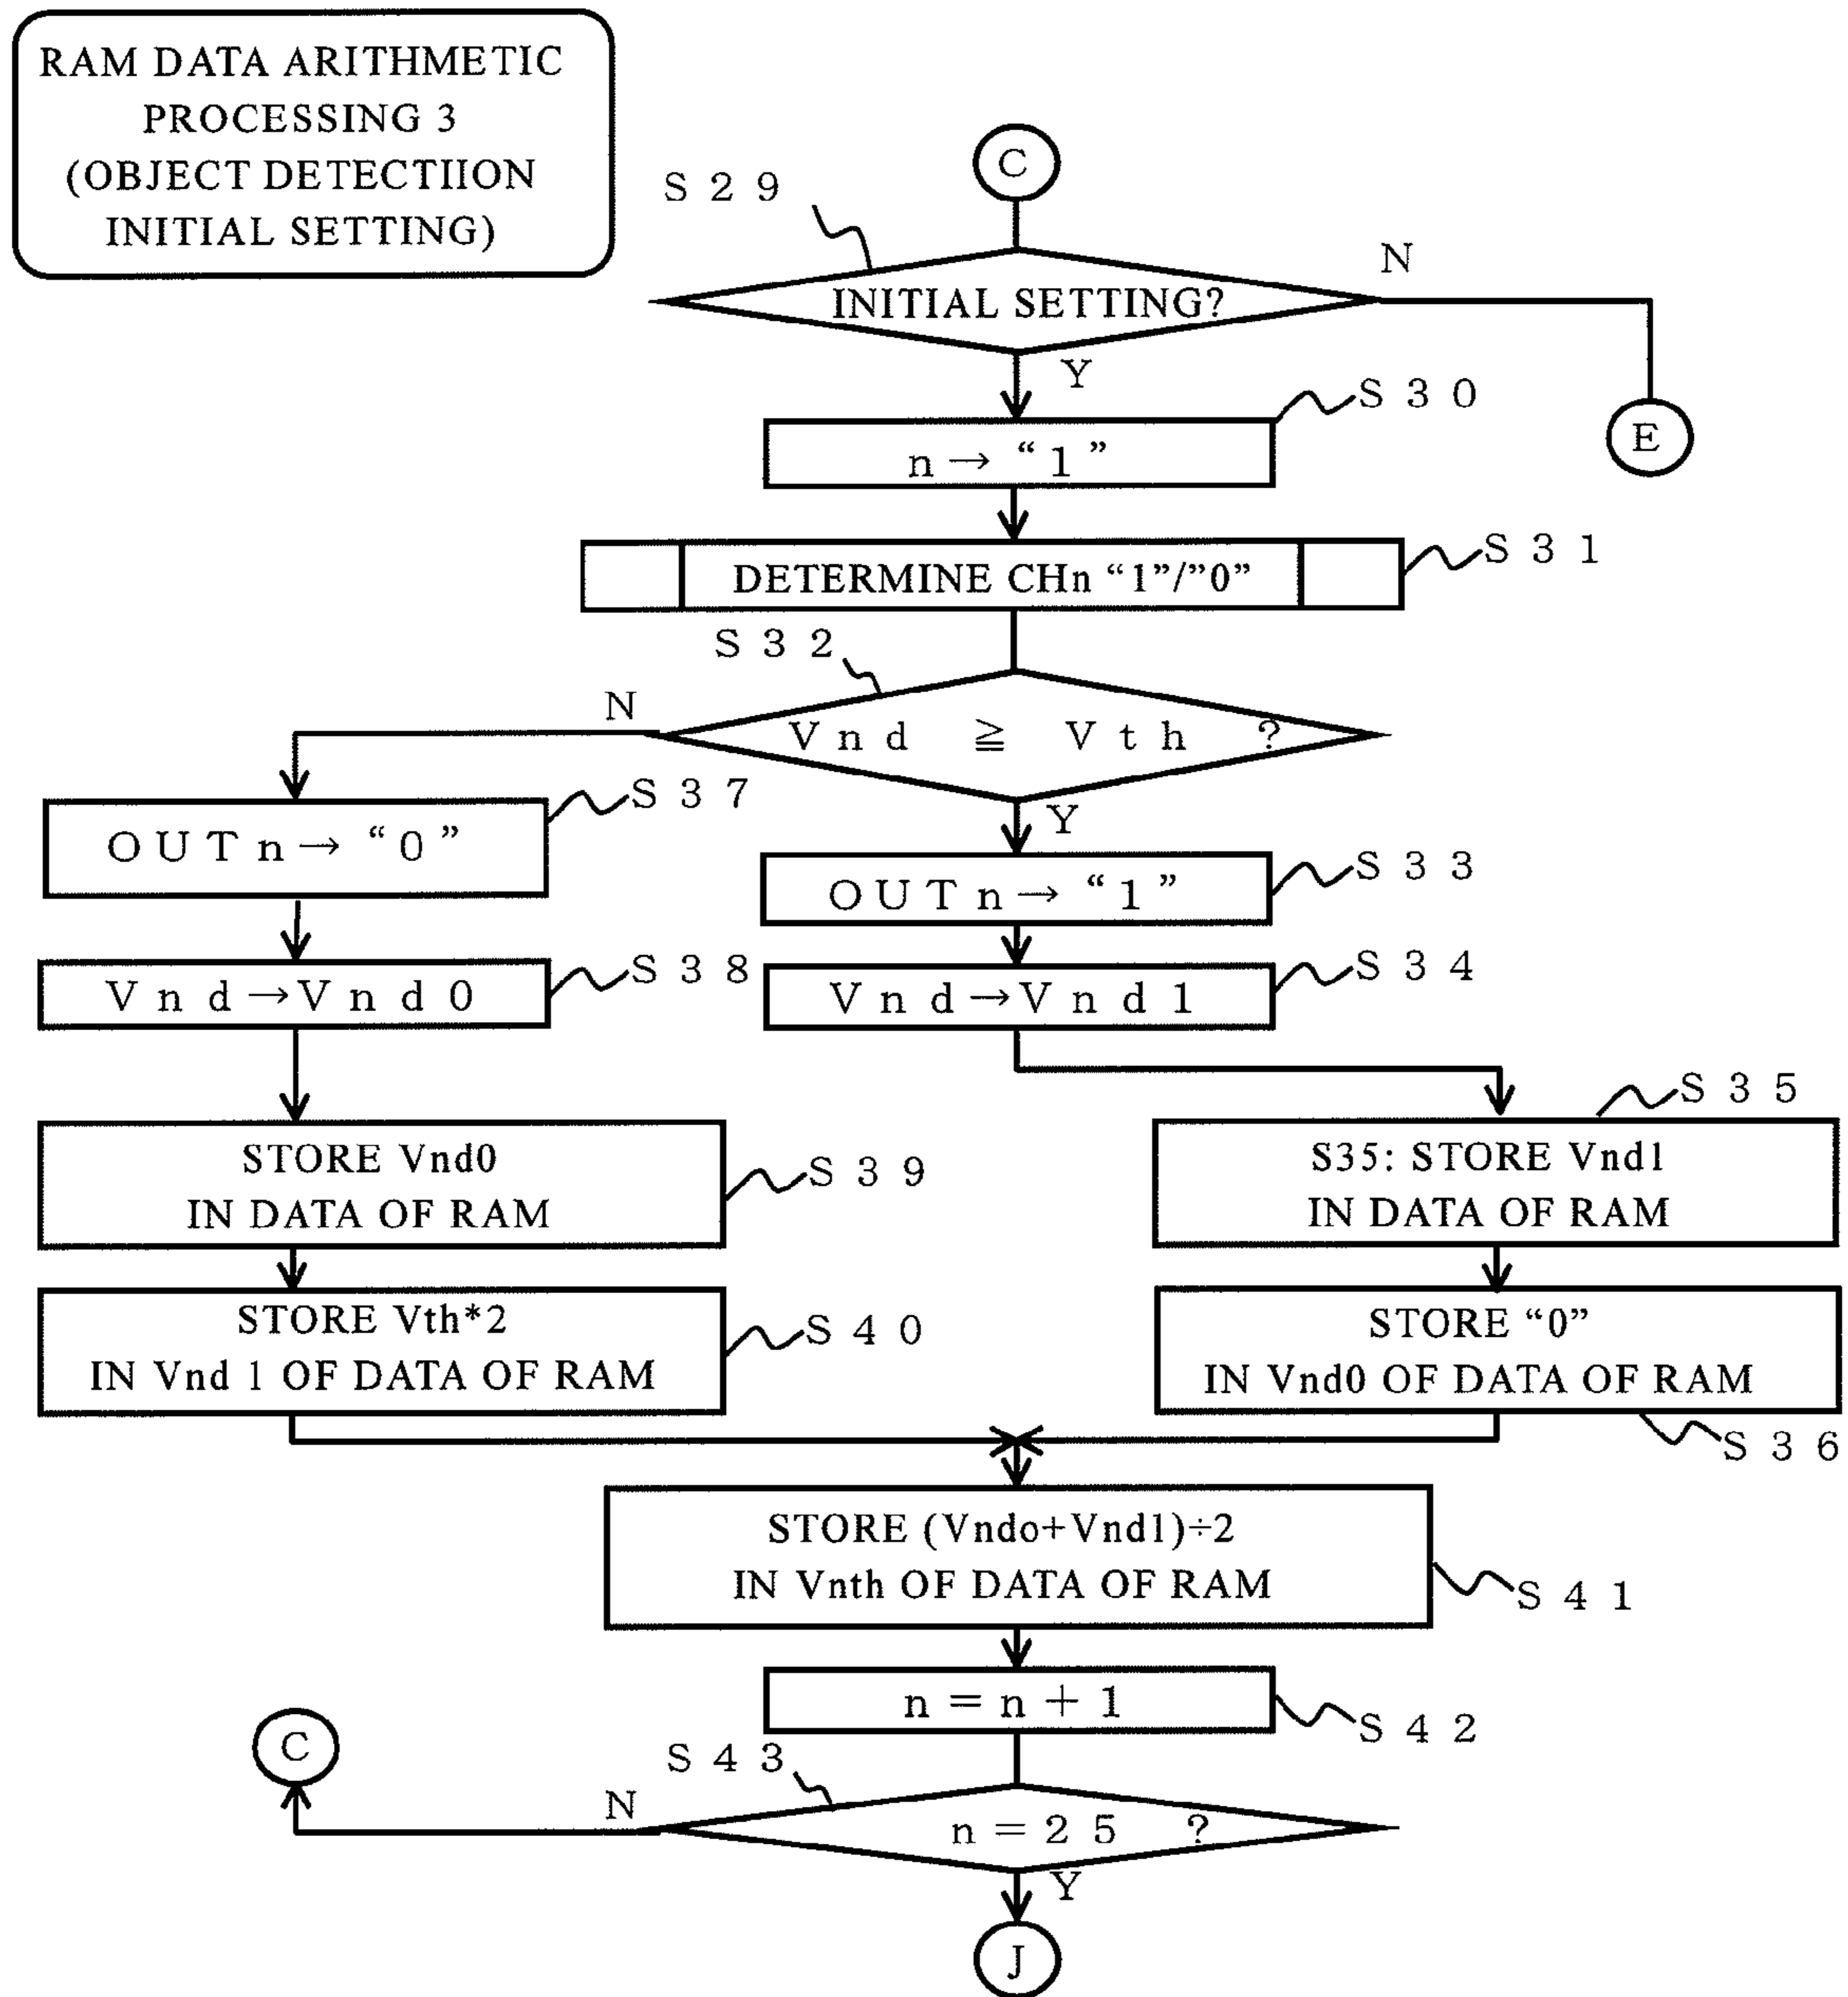 RAM DATA ARITHMETIC
PROCESSING 3
(OBJECT DETECTIION
INITIAL SETTING)
C
S29
INITIAL SETTING?
N
Y
E
S30
n→“1”
S31
DETERMINE CHn “1”/”0”
S32
Vnd ≧ Vth ?
N
Y
S37
OUTn→“0”
S33
OUTn→“1”
S38
Vnd→Vnd0
S34
Vnd→Vnd1
S35
STORE Vnd0
IN DATA OF RAM
S39
S35: STORE Vnd1
IN DATA OF RAM
STORE Vth*2
IN Vnd 1 OF DATA OF RAM
S40
STORE “0”
IN Vnd0 OF DATA OF RAM
S36
STORE (Vndo+Vnd1)÷2
IN Vnth OF DATA OF RAM
S41
n=n+1
S42
C
S43
N
n=25 ?
Y
J